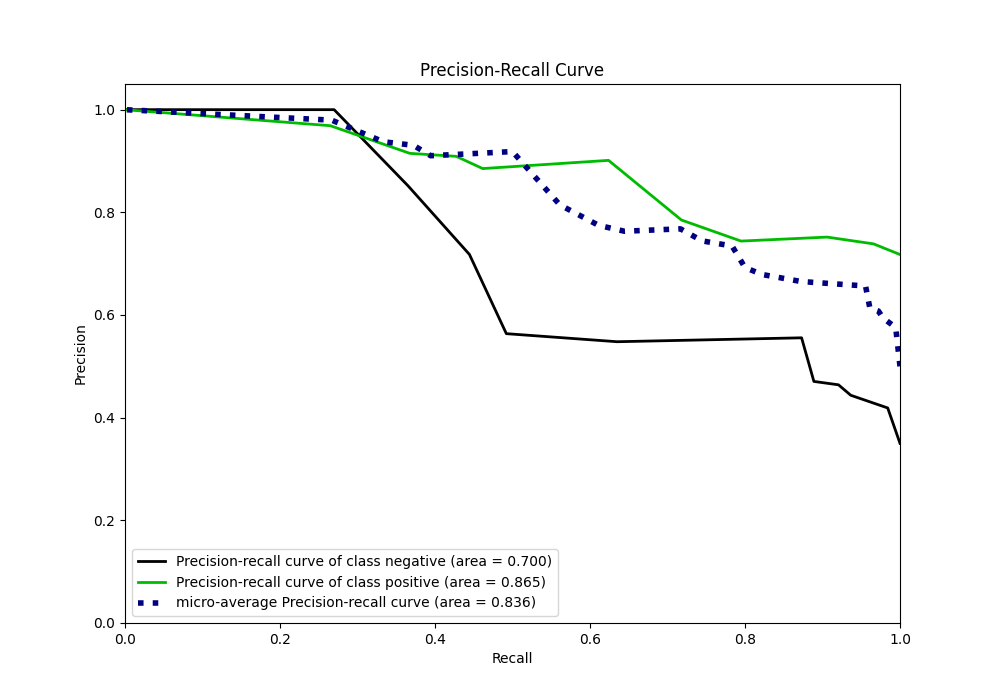 Precision-Recall Curve
1.0
0.8
0.6
0.4
0.2
0.0
Precision
Precision-recall curve of class negative (area = 0.700)
Precision-recall curve of class positive (area = 0.865)
micro-average Precision-recall curve (area = 0.836)
0.0 0.2 0.4 0.6 0.8 1.0
Recall